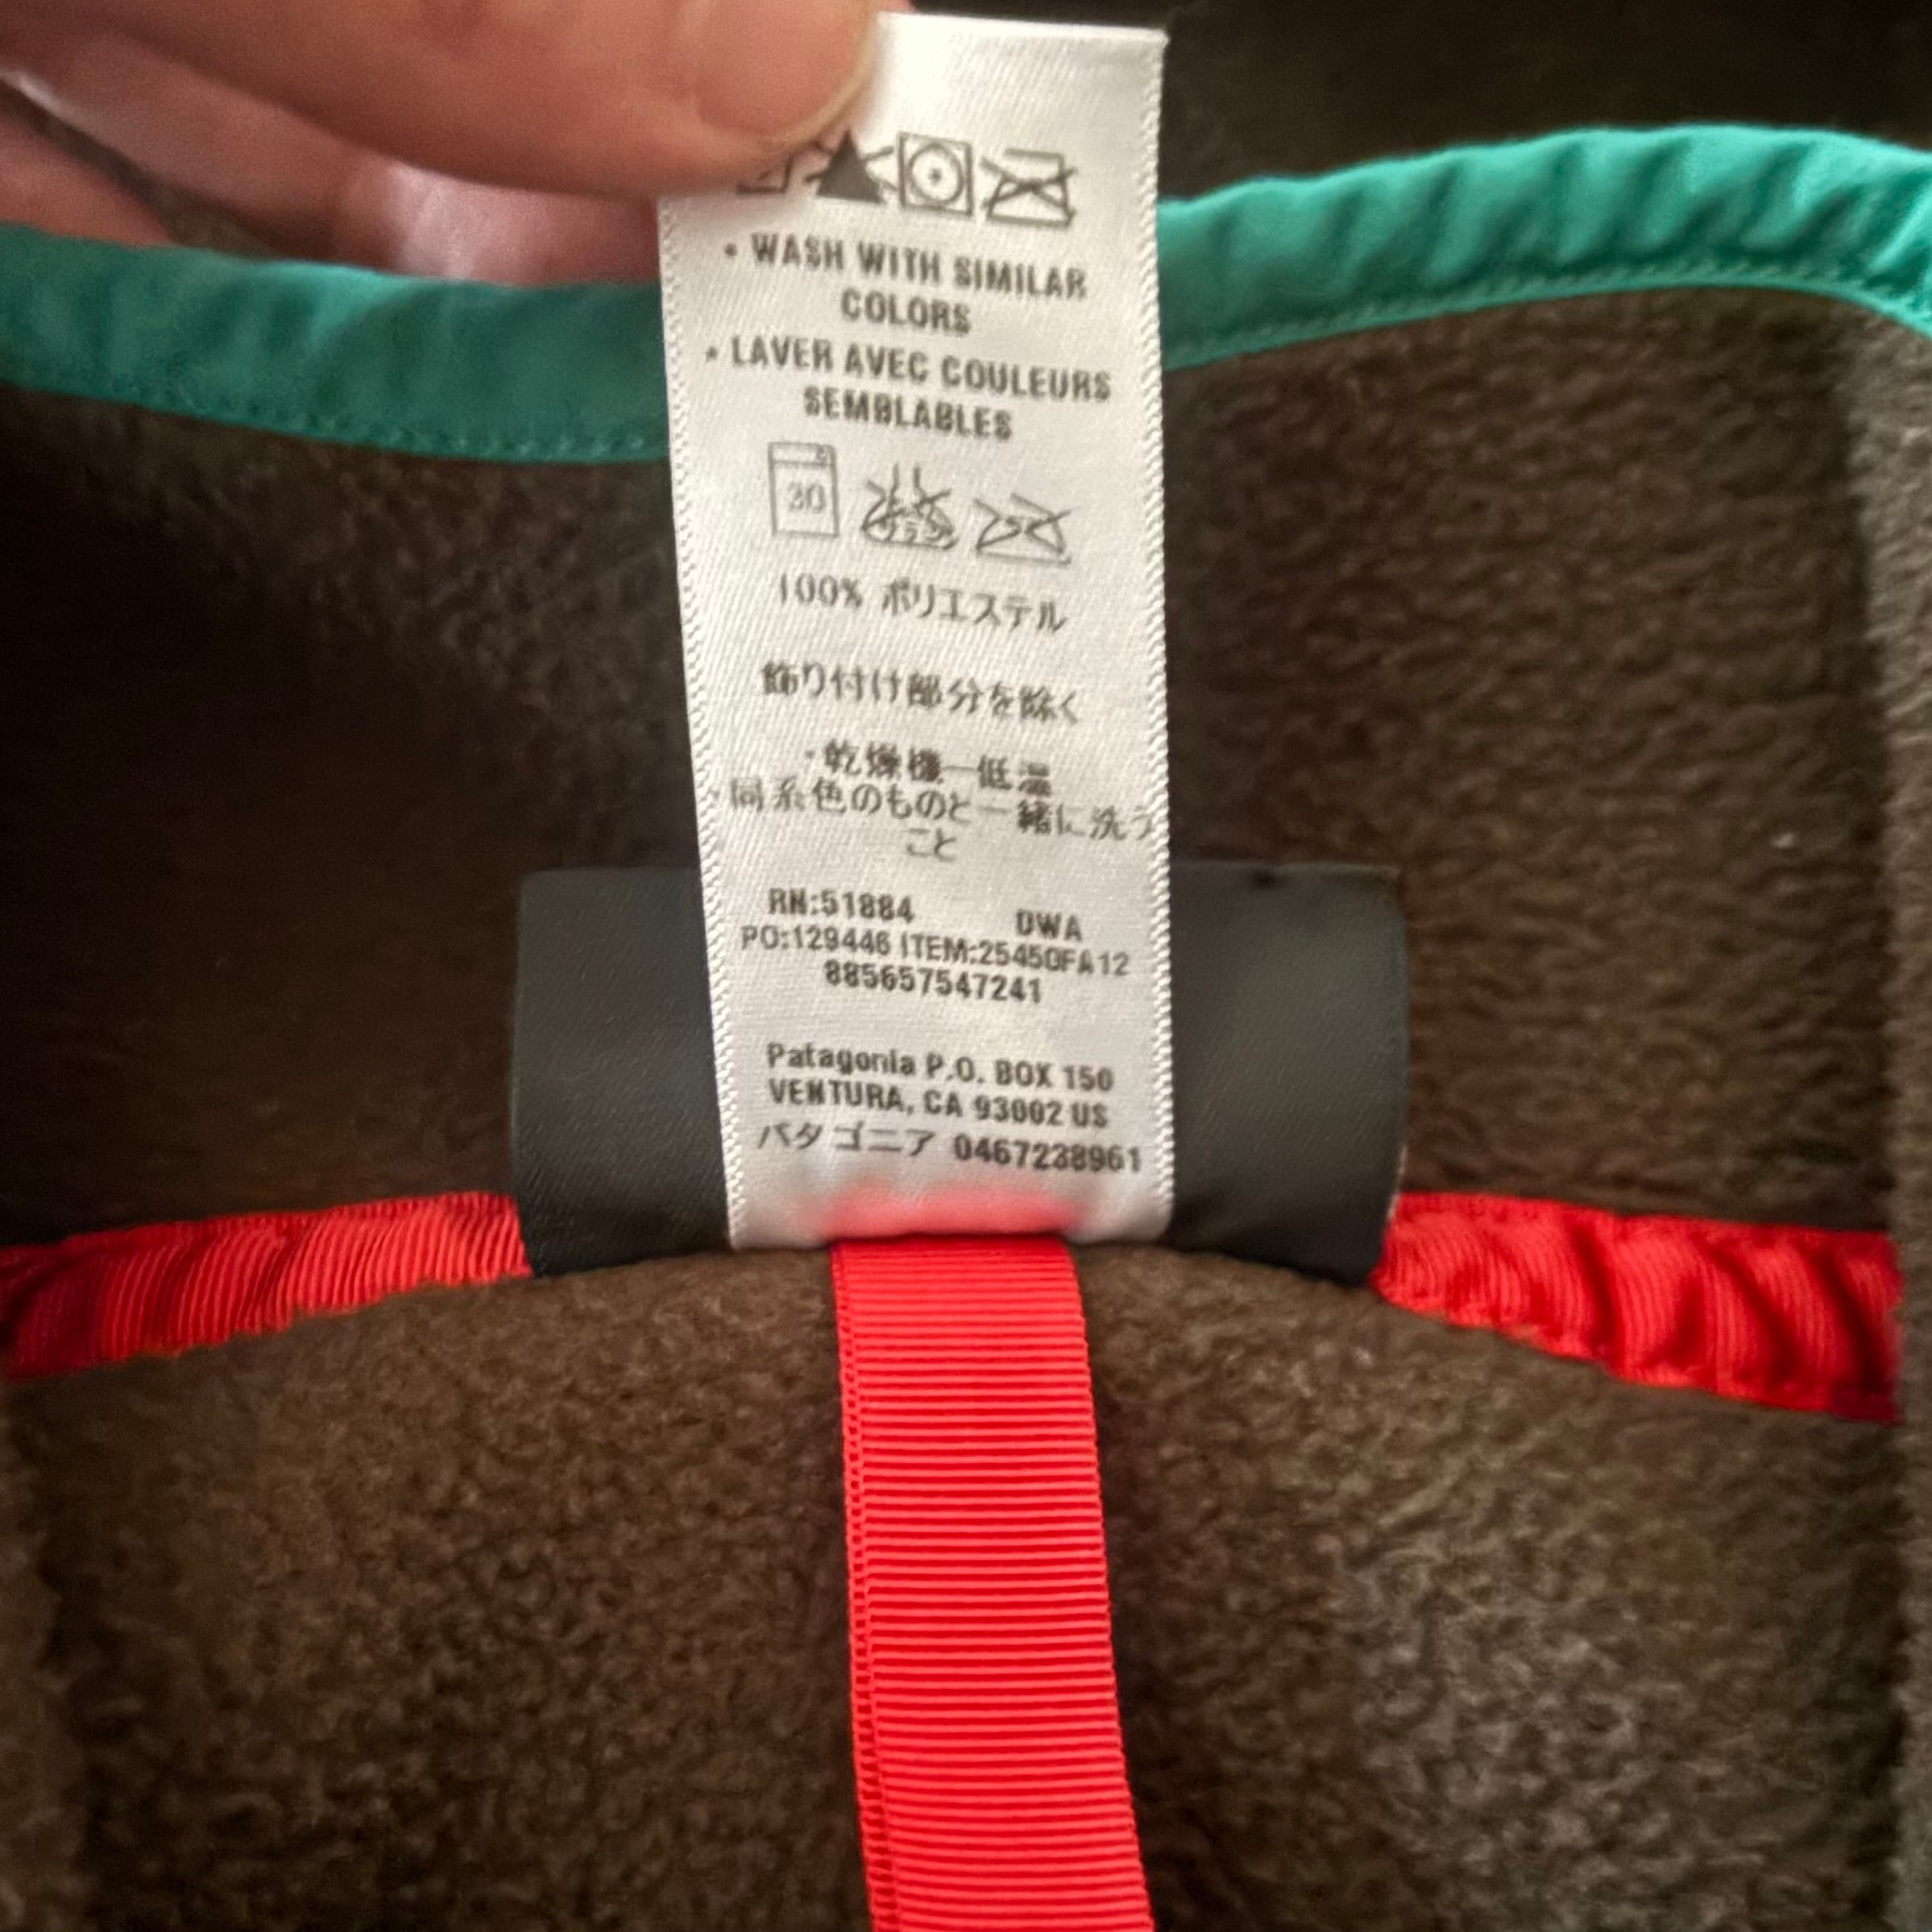 • WASH WITH SIMILAR
COLORS
• LAVER AVEC COULEURS
SEMBLABLES
30
100% ポリエステル
飾り付け部分を除く
・乾燥機一低温
・同系色のものと一緒に洗う
こと
RN:51884 DWA
PO:129446 ITEM:25450FA12
885657547241
Patagonia P.O. BOX 150
VENTURA, CA 93002 US
パタゴニア 0467238961